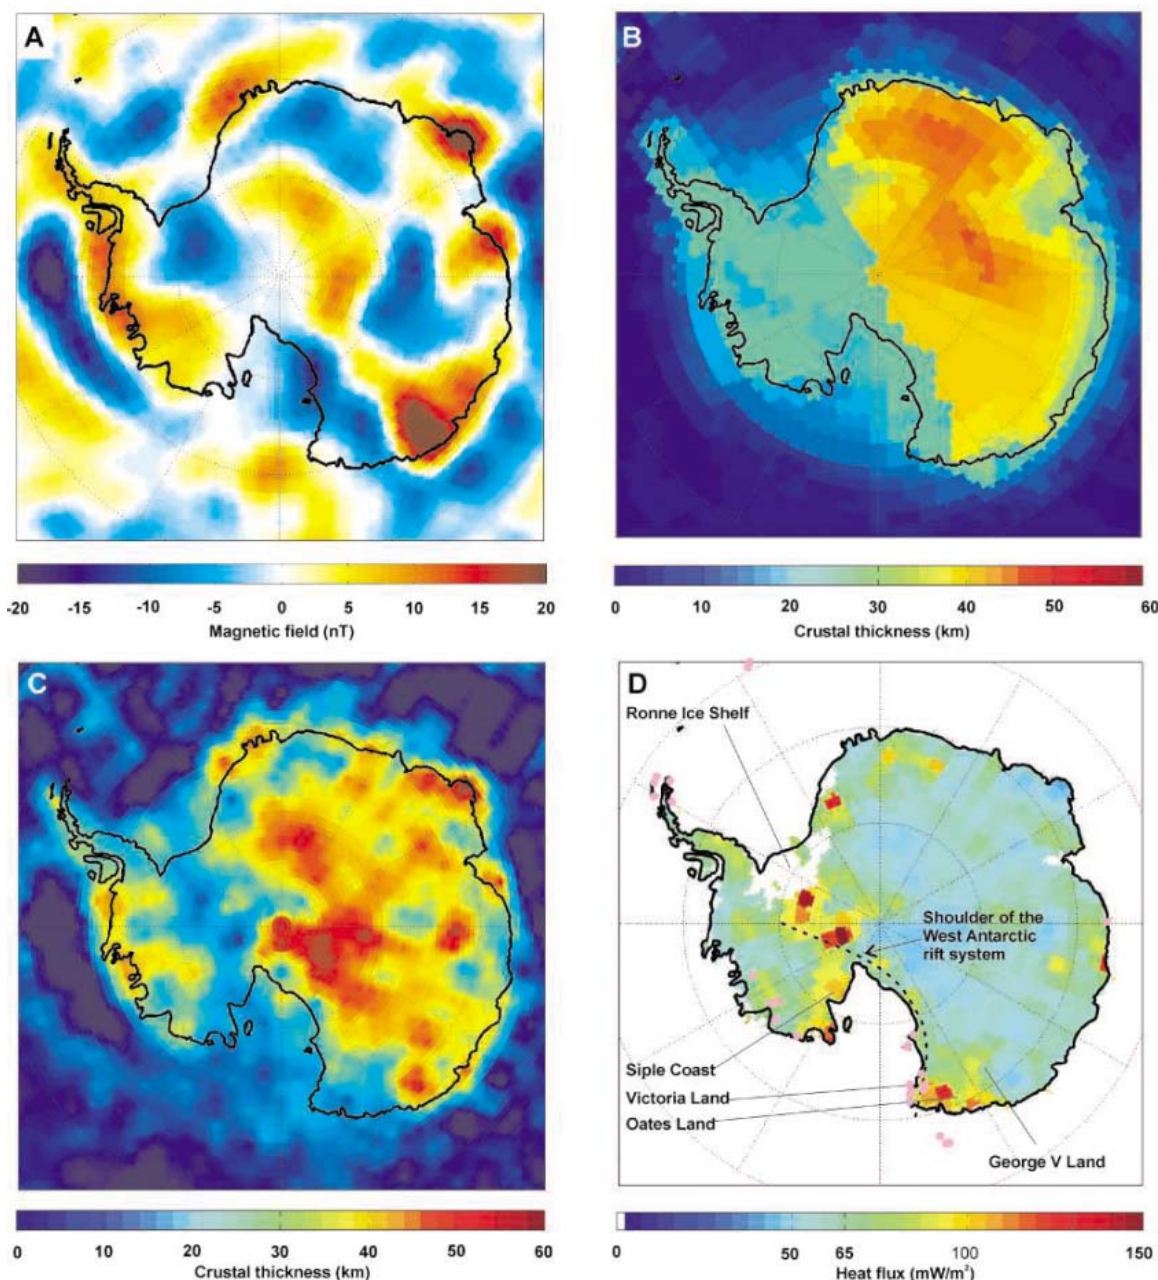 A
B
-20 -15 -10 -5 0 5 10 15 20
Magnetic field (nT)
0 10 20 30 40 50 60
Crustal thickness (km)
C
D
Ronne Ice Shelf
Shoulder of the
West Antarctic
rift system
Siple Coast
Victoria Land
Oates Land
George V Land
0 10 20 30 40 50 60
Crustal thickness (km)
0 50 65 100 150
Heat flux (mW/m²)